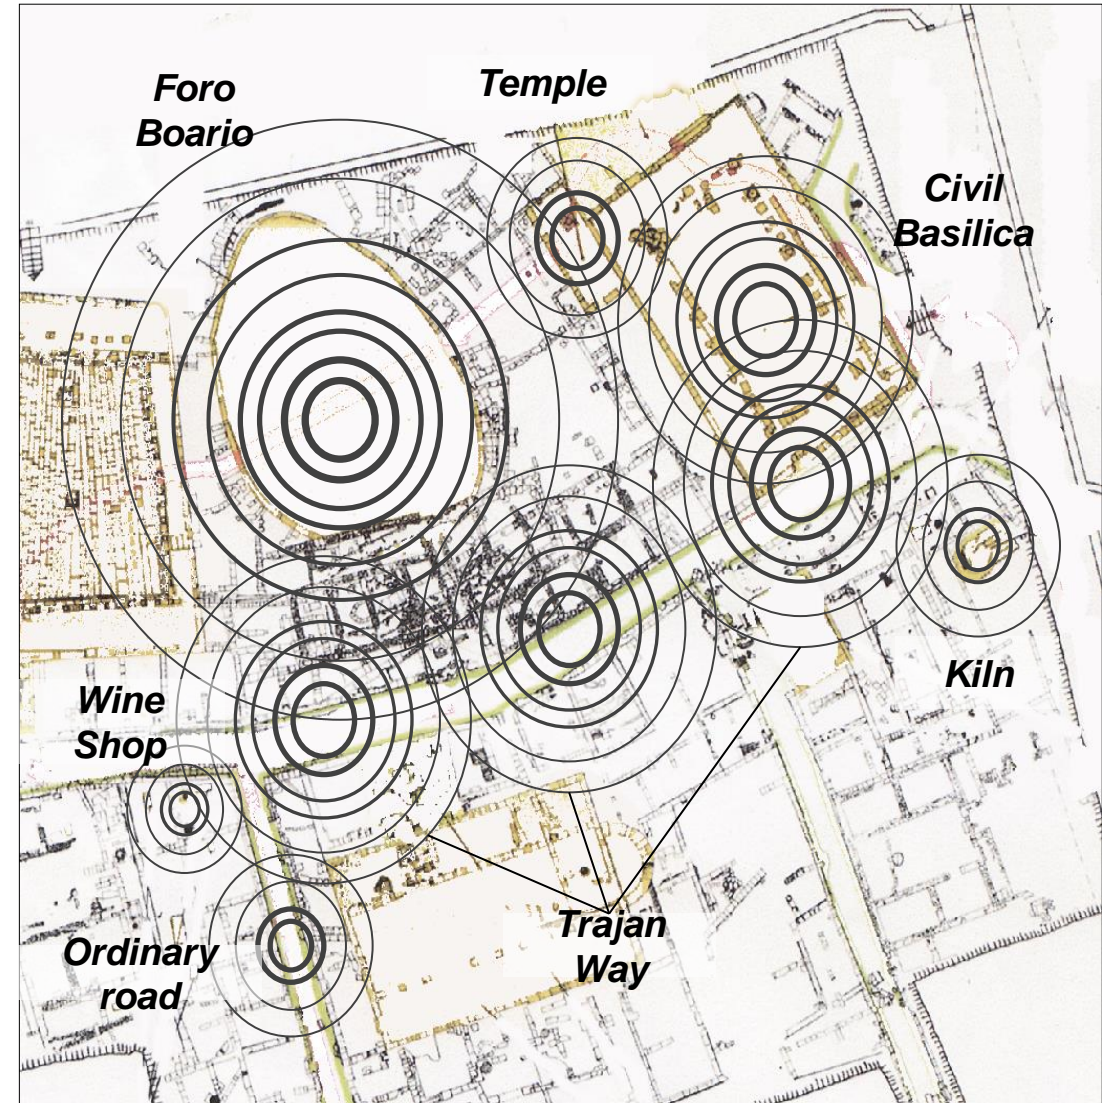 Foro
Boario
Temple
Civil
Basilica
Kiln
Wine
Shop
Trajan
Way
Ordinary
road